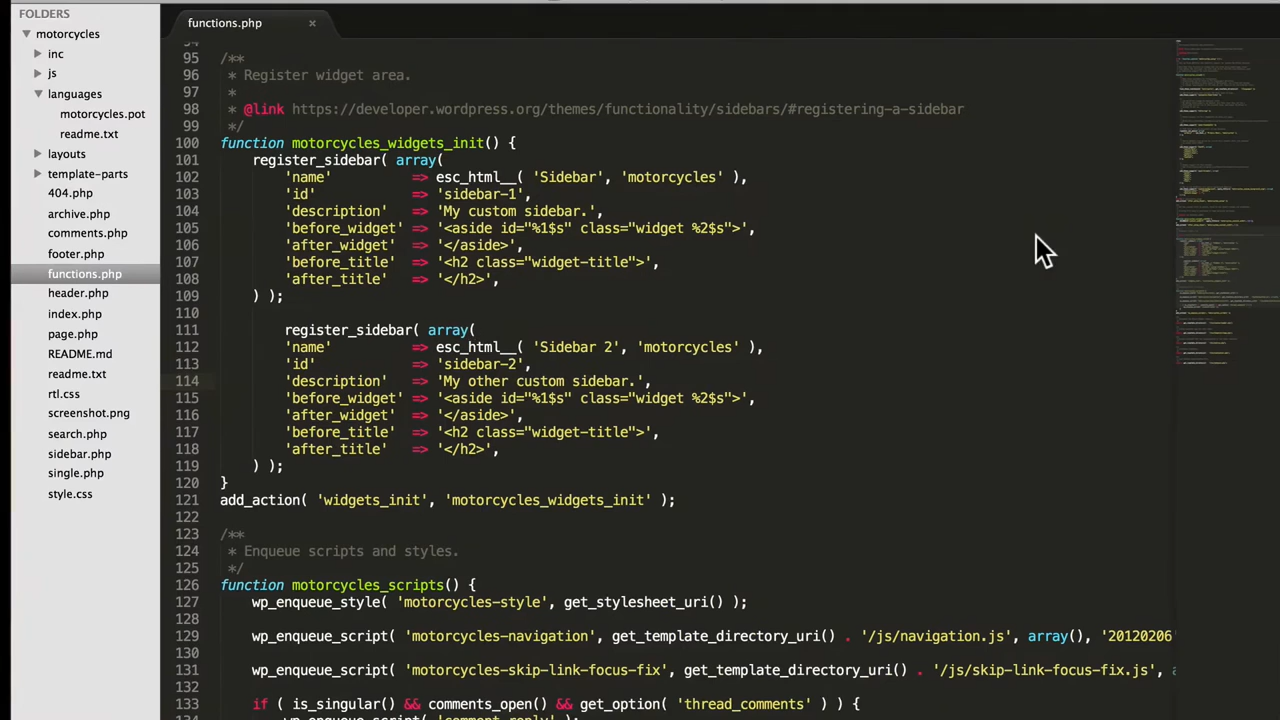 FOLDERS
motorcycles
inc
js
languages
motorcycles.pot
readme.txt
layouts
template-parts
404.php
archive.php
comments.php
footer.php
functions.php
header.php
index.php
page.php
README.md
readme.txt
rtl.css
screenshot.png
search.php
sidebar.php
single.php
style.css
functions.php ×
94
95 /**
96 * Register widget area.
97 *
98 * @link https://developer.wordpress.org/themes/functionality/sidebars/#registering-a-sidebar
99 */
100 function motorcycles_widgets_init() {
101 register_sidebar( array(
102 'name' => esc_html__( 'Sidebar', 'motorcycles' ),
103 'id' => 'sidebar-1',
104 'description' => 'My custom sidebar.',
105 'before_widget' => '<aside id="%1$s" class="widget %2$s">',
106 'after_widget' => '</aside>',
107 'before_title' => '<h2 class="widget-title">',
108 'after_title' => '</h2>',
109 ) );
110
111 register_sidebar( array(
112 'name' => esc_html__( 'Sidebar 2', 'motorcycles' ),
113 'id' => 'sidebar-2',
114 'description' => 'My other custom sidebar.',
115 'before_widget' => '<aside id="%1$s" class="widget %2$s">',
116 'after_widget' => '</aside>',
117 'before_title' => '<h2 class="widget-title">',
118 'after_title' => '</h2>',
119 ) );
120 }
121 add_action( 'widgets_init', 'motorcycles_widgets_init' );
122
123 /**
124 * Enqueue scripts and styles.
125 */
126 function motorcycles_scripts() {
127 wp_enqueue_style( 'motorcycles-style', get_stylesheet_uri() );
128
129 wp_enqueue_script( 'motorcycles-navigation', get_template_directory_uri() . '/js/navigation.js', array(), '20120206
130
131 wp_enqueue_script( 'motorcycles-skip-link-focus-fix', get_template_directory_uri() . '/js/skip-link-focus-fix.js', a
132
133 if ( is_singular() && comments_open() && get_option( 'thread_comments' ) ) {
wp_enqueue_script( 'comment-reply' );